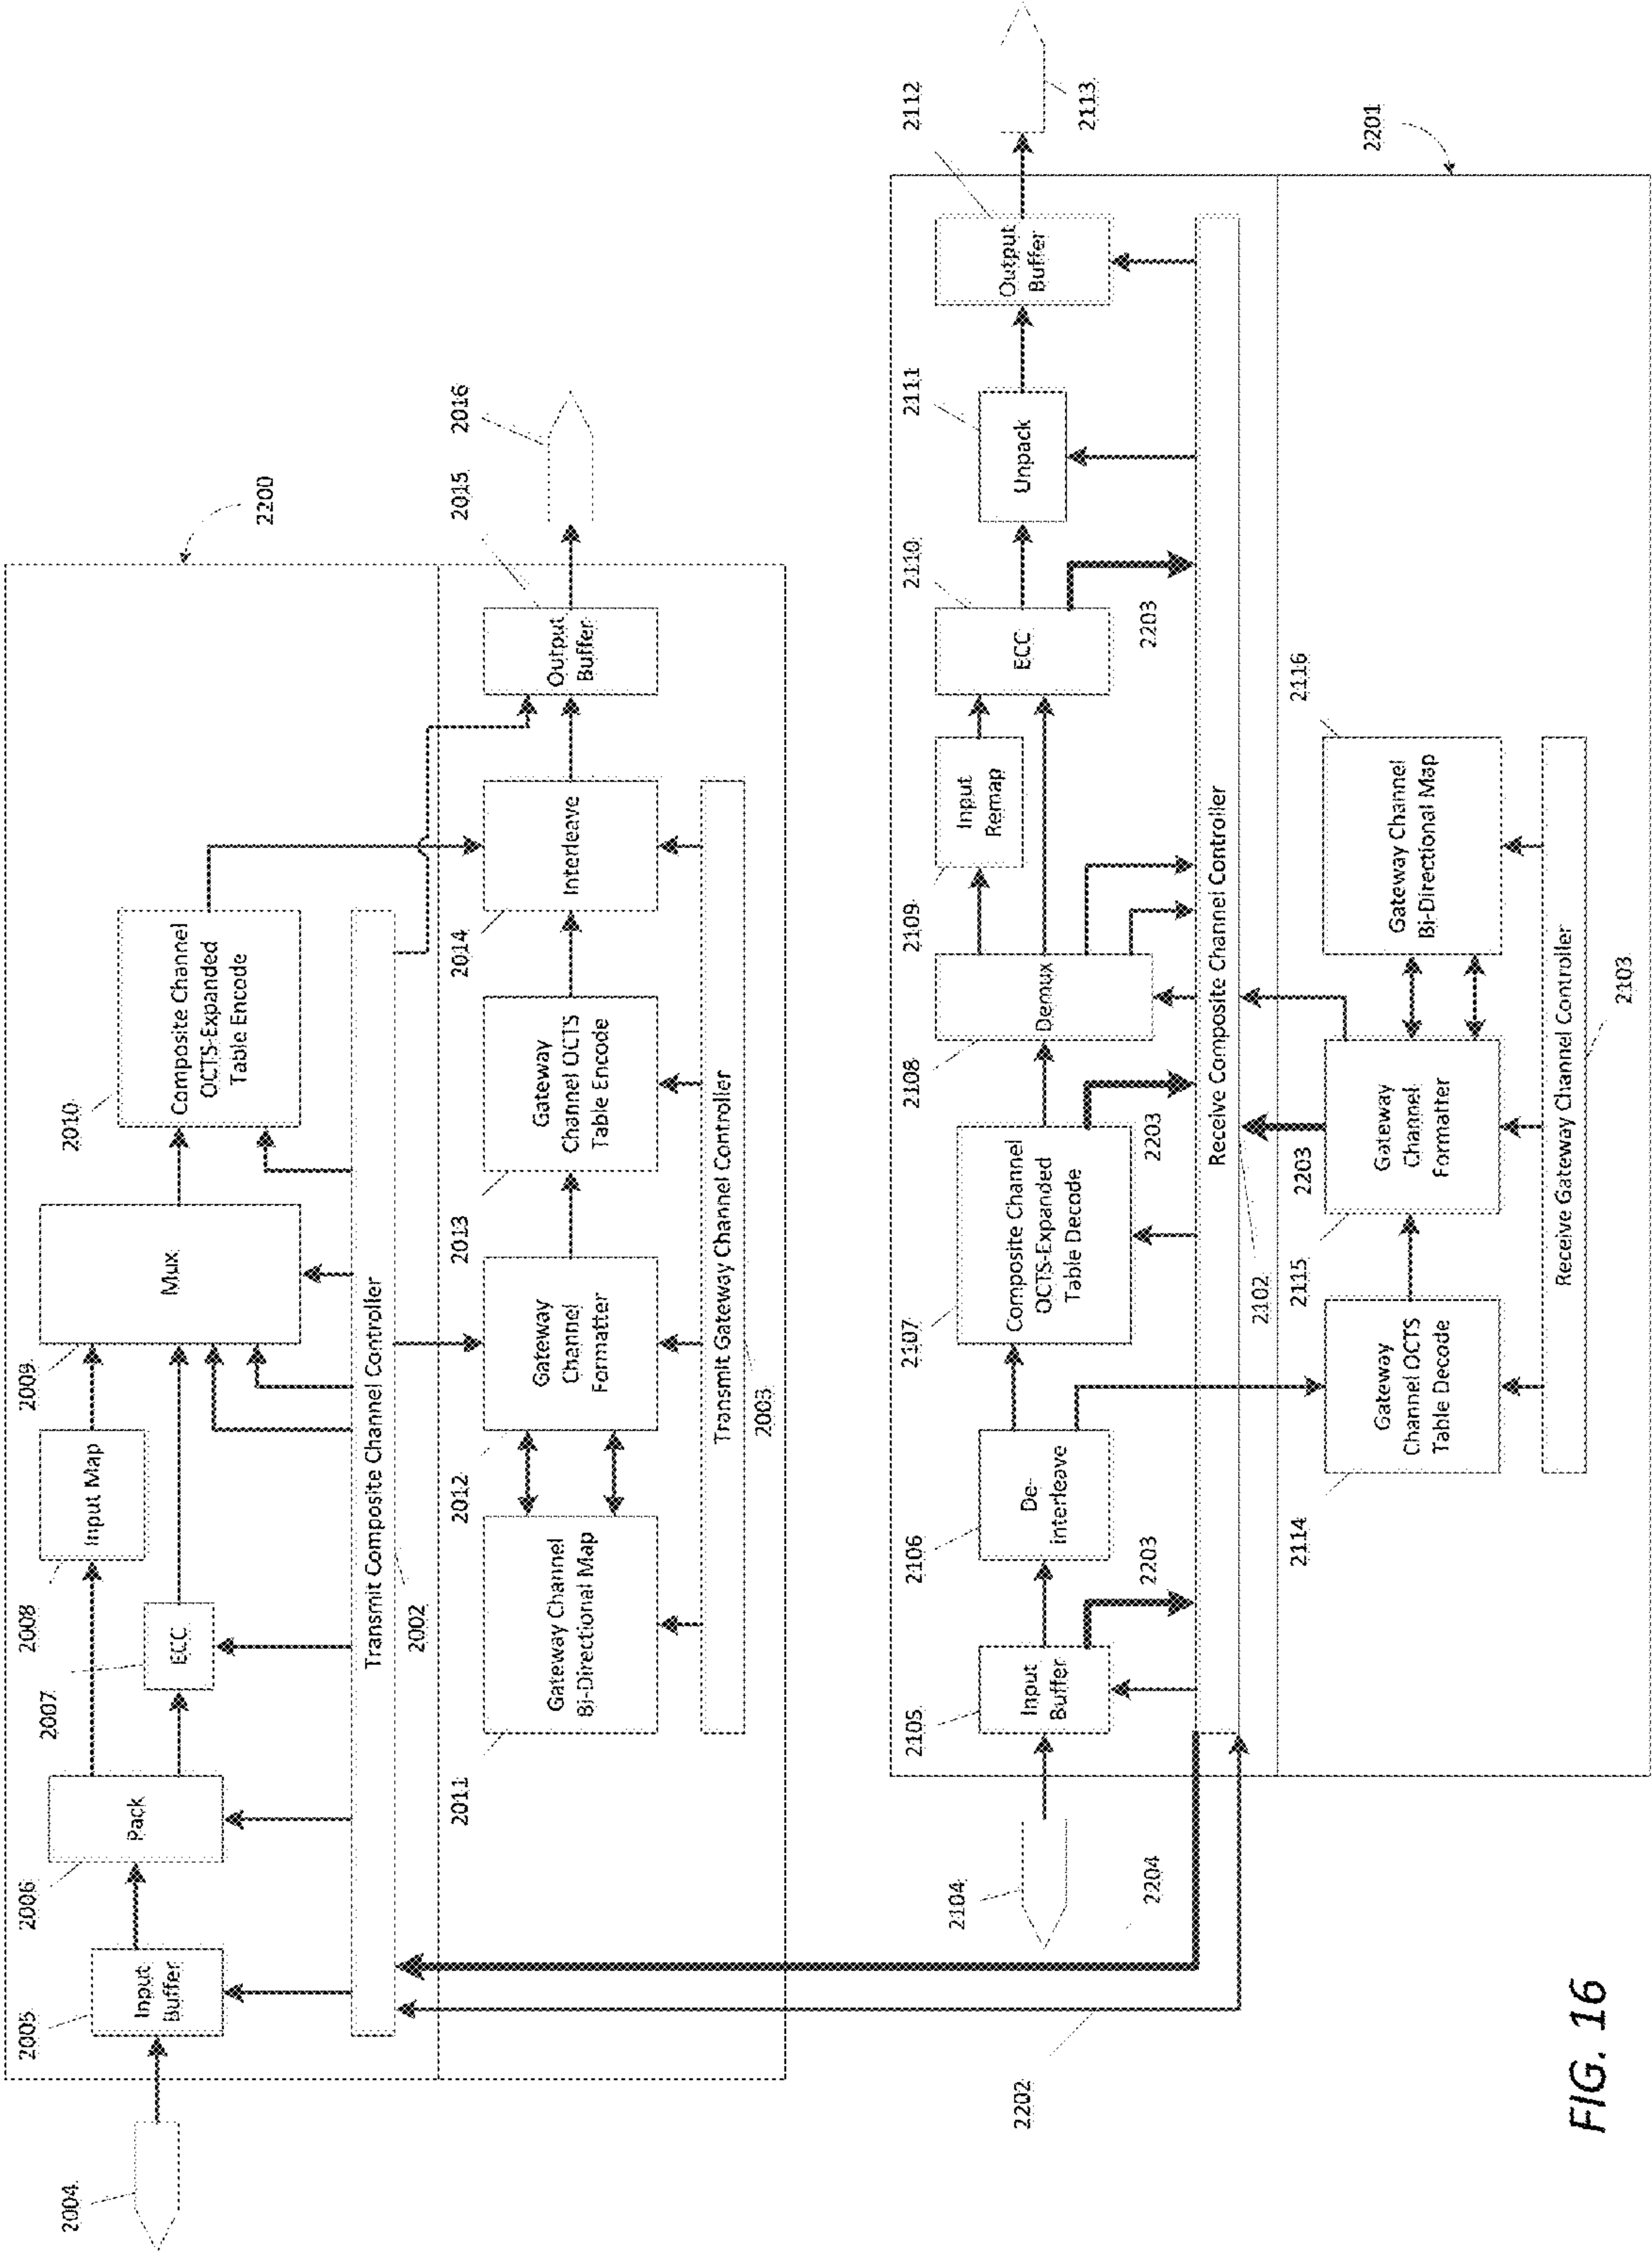 2004
2005
Input
Buffer
2006
Pack
2007
ECC
2008
Input Map
2009
Mux
2010
Composite Channel
OCTS-Expanded
Table Encode
2200
Transmit Composite Channel Controller
2002
2011
Gateway Channel
Bi-Directional Map
2012
Gateway
Channel
Formatter
2013
Gateway
Channel OCTS
Table Encode
2014
Interleave
2015
Output
Buffer
2016
Transmit Gateway Channel Controller
2003
2202
2204
2104
2105
Input
Buffer
2203
2106
De-
interleave
2107
Composite Channel
OCTS-Expanded
Table Decode
2203
2108
Demux
2109
Input
Remap
2110
ECC
2203
2111
Unpack
2112
Output
Buffer
2113
2201
Receive Composite Channel Controller
2102
2114
Gateway
Channel OCTS
Table Decode
2115
Gateway
Channel
Formatter
2203
2116
Gateway Channel
Bi-Directional Map
Receive Gateway Channel Controller
2103
FIG. 16